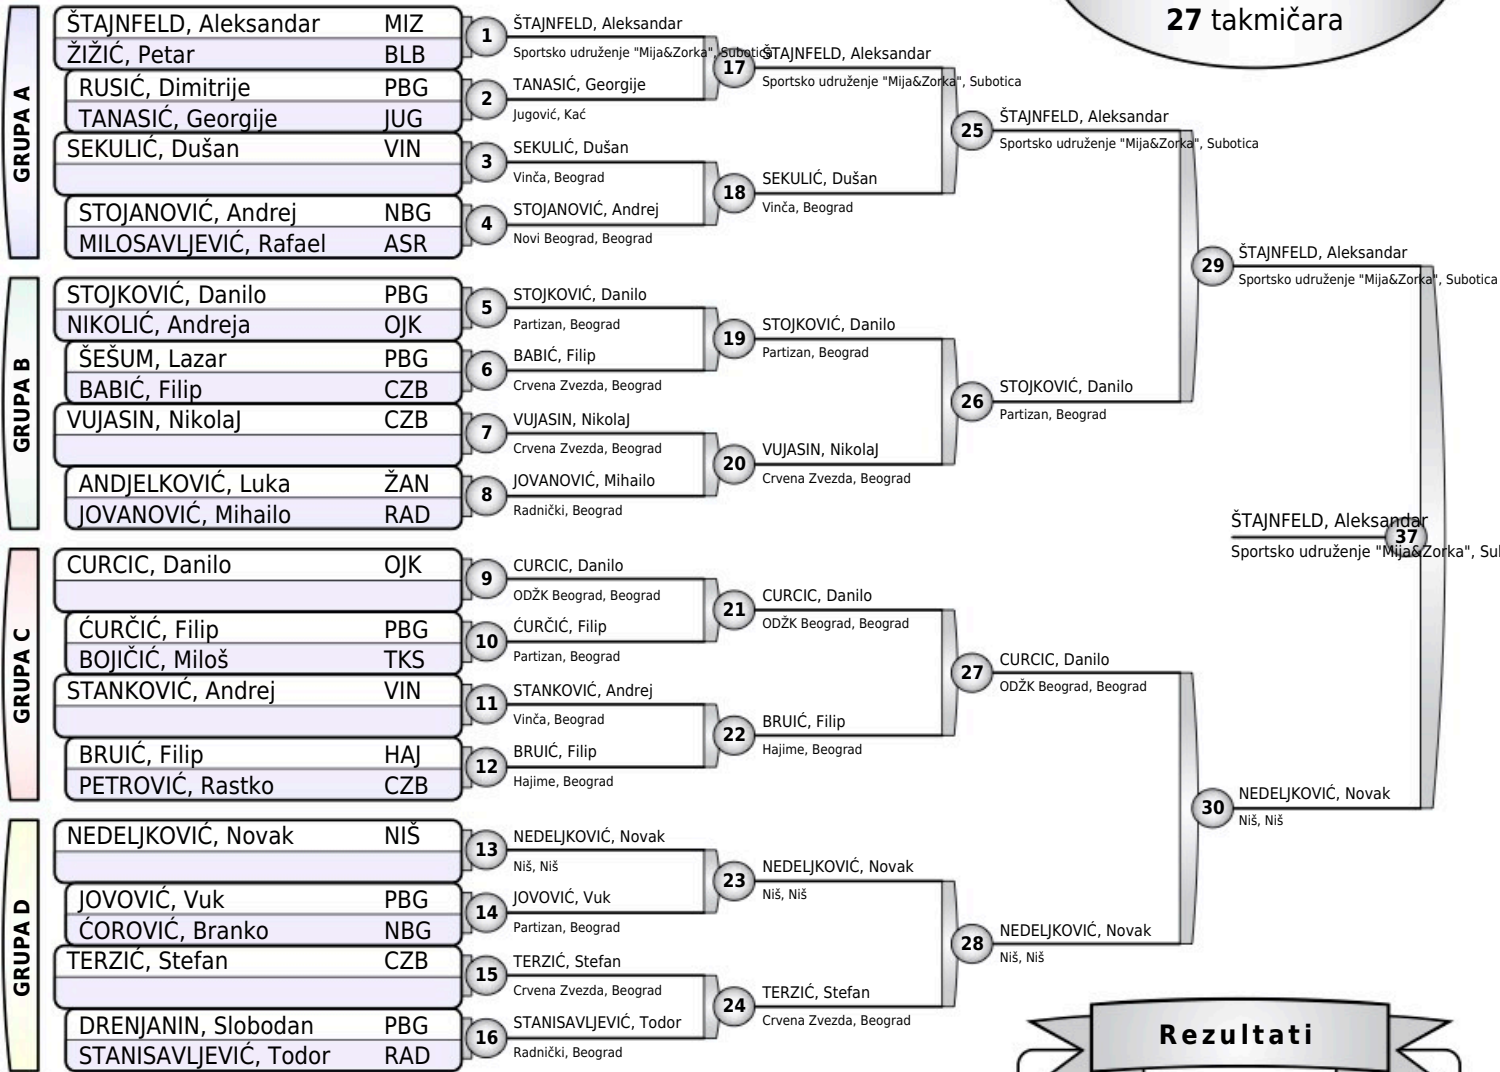 27 takmičara
GRUPA A
ŠTAJNFELD, Aleksandar MIZ
ŽIŽIĆ, Petar BLB
RUSIĆ, Dimitrije PBG
TANASIĆ, Georgije JUG
SEKULIĆ, Dušan VIN
STOJANOVIĆ, Andrej NBG
MILOSAVLJEVIĆ, Rafael ASR
GRUPA B
STOJKOVIĆ, Danilo PBG
NIKOLIĆ, Andreja OJK
ŠEŠUM, Lazar PBG
BABIĆ, Filip CZB
VUJASIN, NikolaJ CZB
ANDJELKOVIĆ, Luka ŽAN
JOVANOVIĆ, Mihailo RAD
GRUPA C
CURCIC, Danilo OJK
ĆURČIĆ, Filip PBG
BOJIČIĆ, Miloš TKS
STANKOVIĆ, Andrej VIN
BRUIĆ, Filip HAJ
PETROVIĆ, Rastko CZB
GRUPA D
NEDELJKOVIĆ, Novak NIŠ
JOVOVIĆ, Vuk PBG
ĆOROVIĆ, Branko NBG
TERZIĆ, Stefan CZB
DRENJANIN, Slobodan PBG
STANISAVLJEVIĆ, Todor RAD
1
ŠTAJNFELD, Aleksandar
Sportsko udruženje "Mija&Zorka", Subotica
2
TANASIĆ, Georgije
Jugović, Kać
3
SEKULIĆ, Dušan
Vinča, Beograd
4
STOJANOVIĆ, Andrej
Novi Beograd, Beograd
5
STOJKOVIĆ, Danilo
Partizan, Beograd
6
BABIĆ, Filip
Crvena Zvezda, Beograd
7
VUJASIN, NikolaJ
Crvena Zvezda, Beograd
8
JOVANOVIĆ, Mihailo
Radnički, Beograd
9
CURCIC, Danilo
ODŽK Beograd, Beograd
10
ĆURČIĆ, Filip
Partizan, Beograd
11
STANKOVIĆ, Andrej
Vinča, Beograd
12
BRUIĆ, Filip
Hajime, Beograd
13
NEDELJKOVIĆ, Novak
Niš, Niš
14
JOVOVIĆ, Vuk
Partizan, Beograd
15
TERZIĆ, Stefan
Crvena Zvezda, Beograd
16
STANISAVLJEVIĆ, Todor
Radnički, Beograd
17
ŠTAJNFELD, Aleksandar
Sportsko udruženje "Mija&Zorka", Subotica
18
SEKULIĆ, Dušan
Vinča, Beograd
19
STOJKOVIĆ, Danilo
Partizan, Beograd
20
VUJASIN, NikolaJ
Crvena Zvezda, Beograd
21
CURCIC, Danilo
ODŽK Beograd, Beograd
22
BRUIĆ, Filip
Hajime, Beograd
23
NEDELJKOVIĆ, Novak
Niš, Niš
24
TERZIĆ, Stefan
Crvena Zvezda, Beograd
25
ŠTAJNFELD, Aleksandar
Sportsko udruženje "Mija&Zorka", Subotica
26
STOJKOVIĆ, Danilo
Partizan, Beograd
27
CURCIC, Danilo
ODŽK Beograd, Beograd
28
NEDELJKOVIĆ, Novak
Niš, Niš
29
ŠTAJNFELD, Aleksandar
Sportsko udruženje "Mija&Zorka", Subotica
30
NEDELJKOVIĆ, Novak
Niš, Niš
37
ŠTAJNFELD, Aleksandar
Sportsko udruženje "Mija&Zorka",
Rezultati